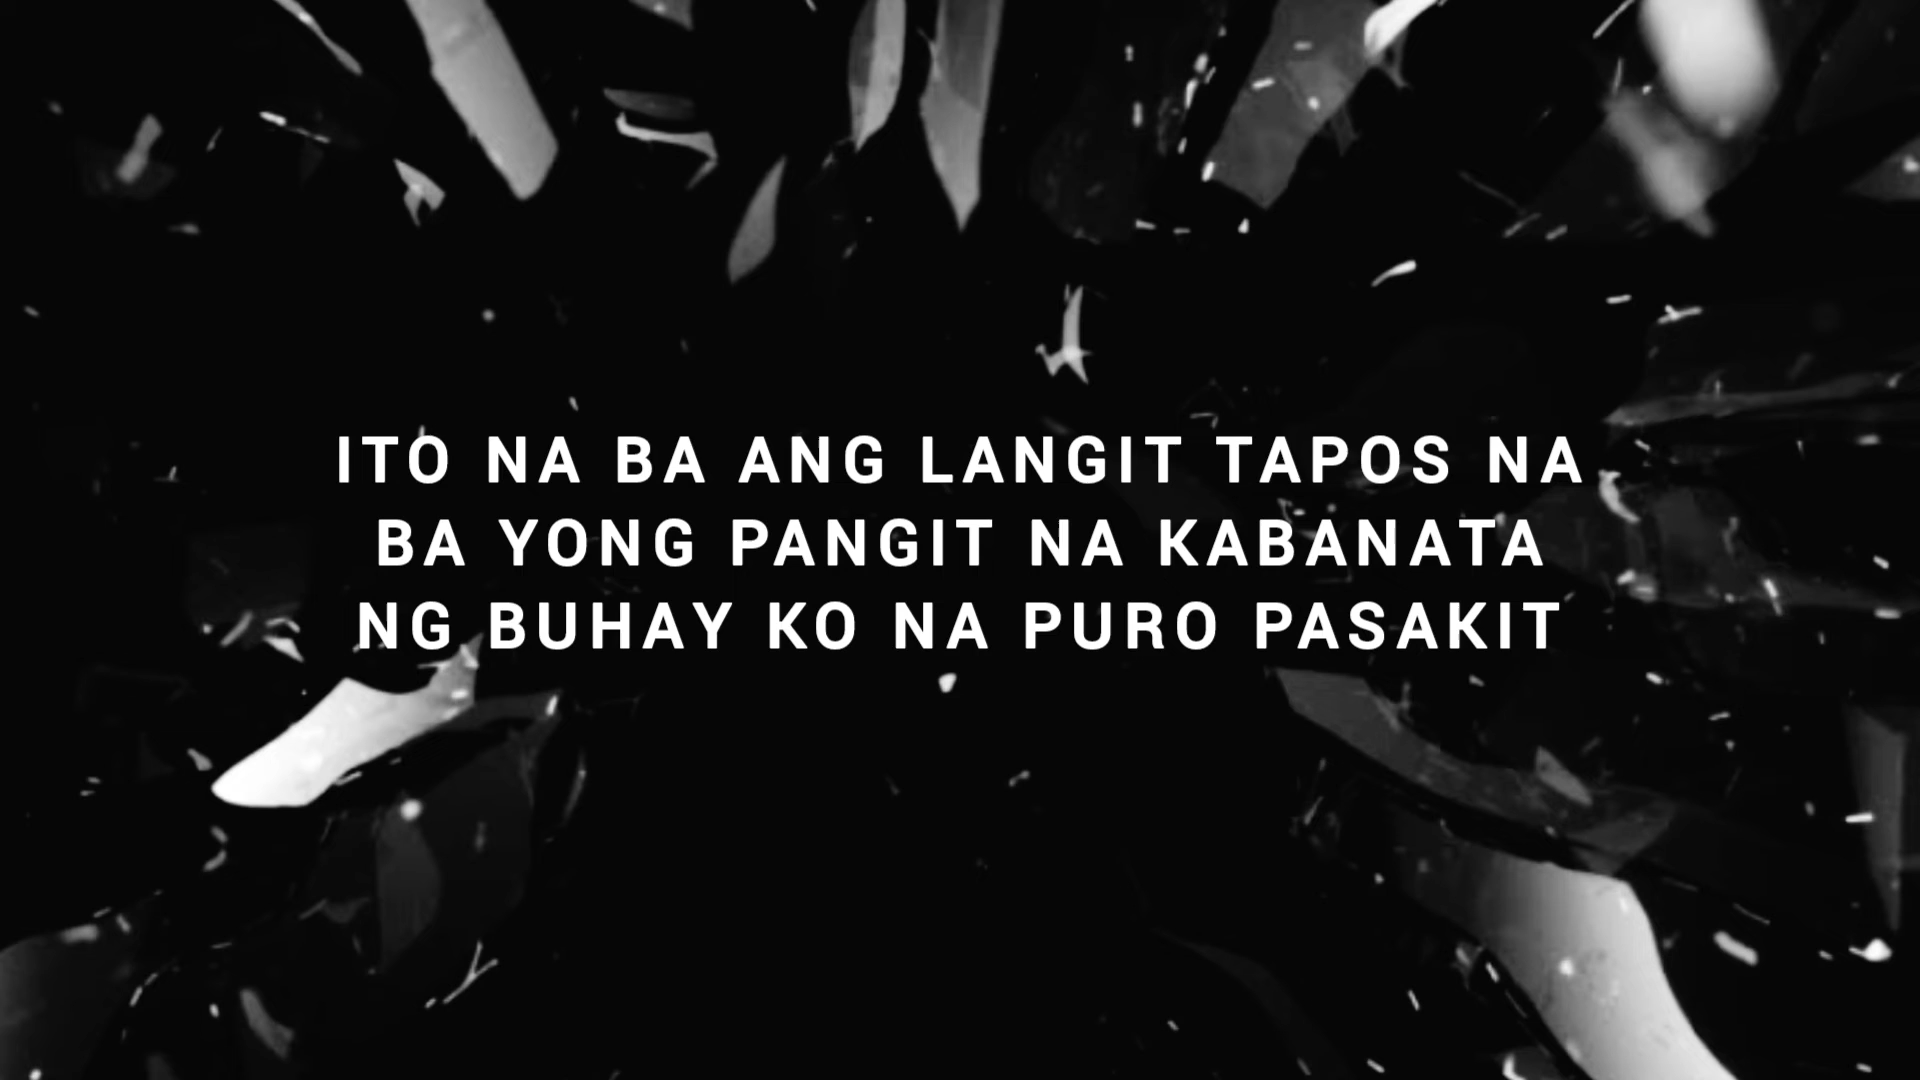 ITO NA BA ANG LANGIT TAPOS NA
BA YONG PANGIT NA KABANATA
NG BUHAY KO NA PURO PASAKIT